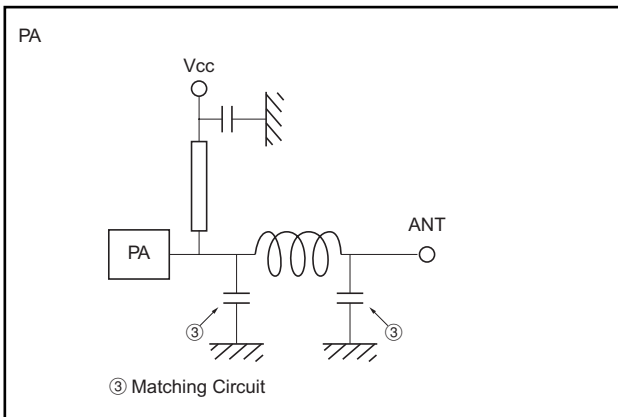 PA
Vcc
ANT
PA
③
③
③ Matching Circuit